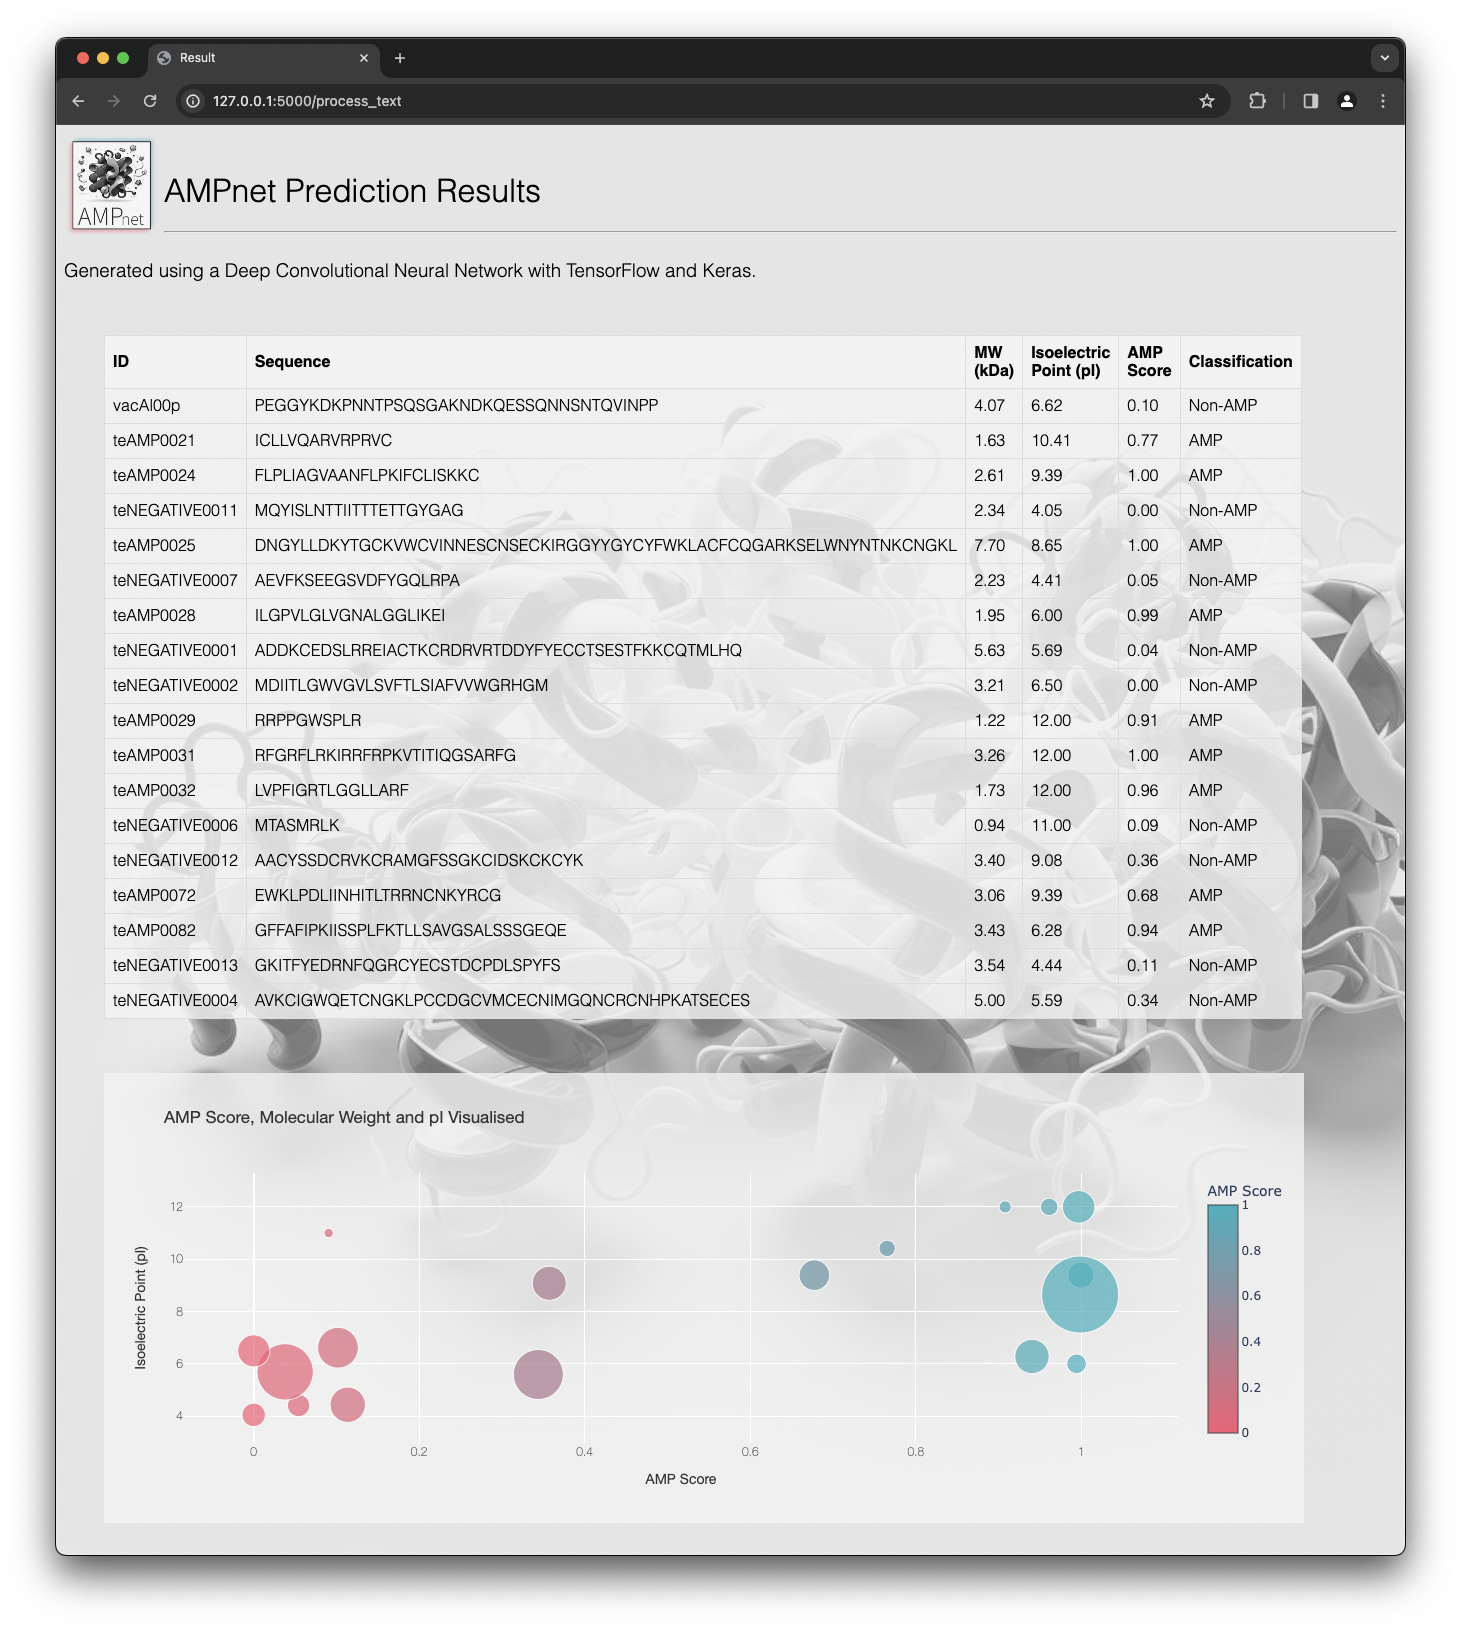 Result
127.0.0.1:5000/process_text
AMPnet
AMPnet Prediction Results
Generated using a Deep Convolutional Neural Network with TensorFlow and Keras.
ID Sequence MW (kDa) Isoelectric Point (pI) AMP Score Classification
vacAl00p PEGGYKDKPNNTPSQSGAKNDKQESSQNNSNTQVINPP 4.07 6.62 0.10 Non-AMP
teAMP0021 ICLLVQARVRPRVC 1.63 10.41 0.77 AMP
teAMP0024 FLPLIAGVAANFLPKIFCLISKKC 2.61 9.39 1.00 AMP
teNEGATIVE0011 MQYISLNTTIITTTETTGYGAG 2.34 4.05 0.00 Non-AMP
teAMP0025 DNGYLLDKYTGCKVWCVINNESCNSECKIRGGYYGYCYFWKLACFCQGARKSELWNYNTNKCNGKL 7.70 8.65 1.00 AMP
teNEGATIVE0007 AEVFKSEEGSVDFYGQLRPA 2.23 4.41 0.05 Non-AMP
teAMP0028 ILGPVLGLVGNALGGLIKEI 1.95 6.00 0.99 AMP
teNEGATIVE0001 ADDKCEDSLRREIACTKCRDRVRTDDYFYECCTSESTFKKCQTMLHQ 5.63 5.69 0.04 Non-AMP
teNEGATIVE0002 MDIITLGWVGVLSVFTLSIAFVVWGRHGM 3.21 6.50 0.00 Non-AMP
teAMP0029 RRPPGWSPLR 1.22 12.00 0.91 AMP
teAMP0031 RFGRFLRKIRRFRPKVTITIQGSARFG 3.26 12.00 1.00 AMP
teAMP0032 LVPFIGRTLGGLLARF 1.73 12.00 0.96 AMP
teNEGATIVE0006 MTASMRLK 0.94 11.00 0.09 Non-AMP
teNEGATIVE0012 AACYSSDCRVKCRAMGFSSGKCIDSKCKCYK 3.40 9.08 0.36 Non-AMP
teAMP0072 EWKLPDLIINHITLTRRNCNKYRCG 3.06 9.39 0.68 AMP
teAMP0082 GFFAFIPKIISSPLFKTLLSAVGSALSSSGEQE 3.43 6.28 0.94 AMP
teNEGATIVE0013 GKITFYEDRNFQGRCYECSTDCPDLSPYFS 3.54 4.44 0.11 Non-AMP
teNEGATIVE0004 AVKCIGWQETCNGKLPCCDGCVMCECNIMGQNCRCNHPKATSECES 5.00 5.59 0.34 Non-AMP
AMP Score, Molecular Weight and pI Visualised
Isoelectric Point (pI)
12
10
8
6
4
0 0.2 0.4 0.6 0.8 1
AMP Score
AMP Score
1
0.8
0.6
0.4
0.2
0